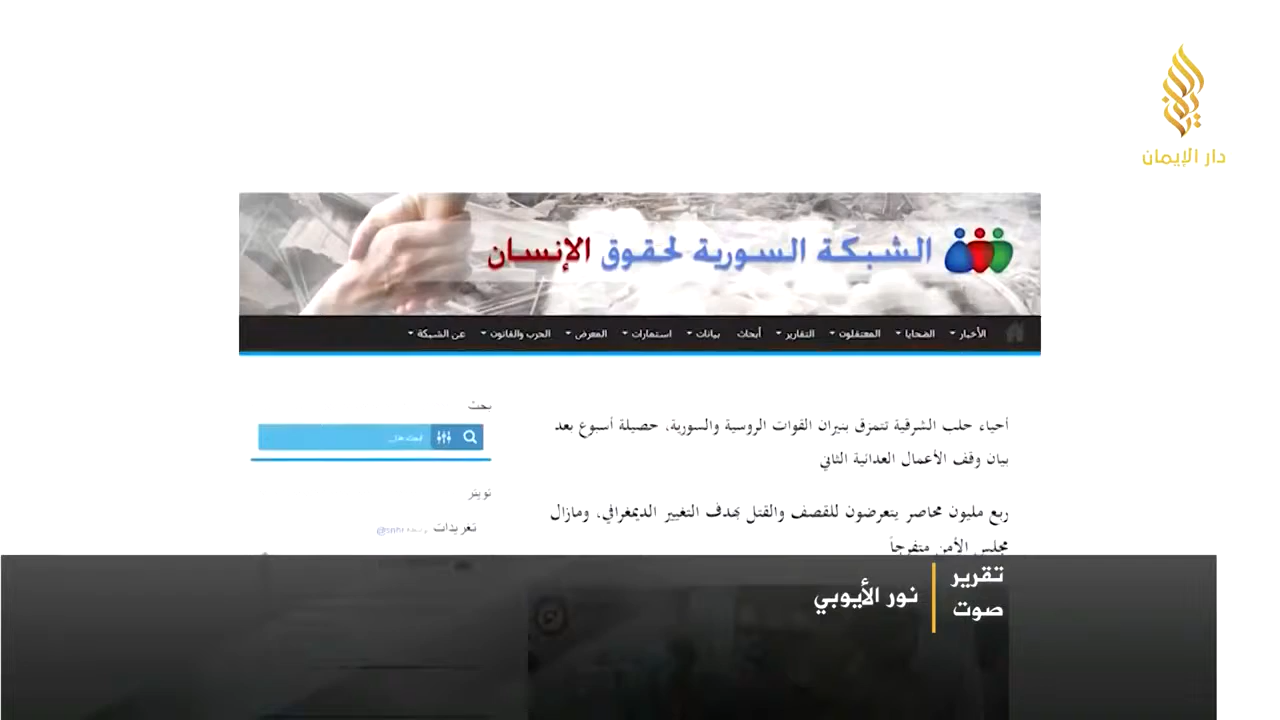 دار الإيمان
الشبكة السورية لحقوق الإنسان
الأخبار الضحايا المعتقلون التقارير أبحاث بيانات استمارات المعرض الحرب والقانون عن الشبكة
أحياء حلب الشرقية تتمزق بنيران القوات الروسية والسورية، حصيلة أسبوع بعد
بيان وقف الأعمال العدائية الثاني
ربع مليون محاصر يتعرضون للقصف والقتل بهدف التغيير الديمغرافي، ومازال
مجلس الأمن متفرجاً
بحث
تويتر
تغريدات
تقرير
صوت
نور الأيوبي